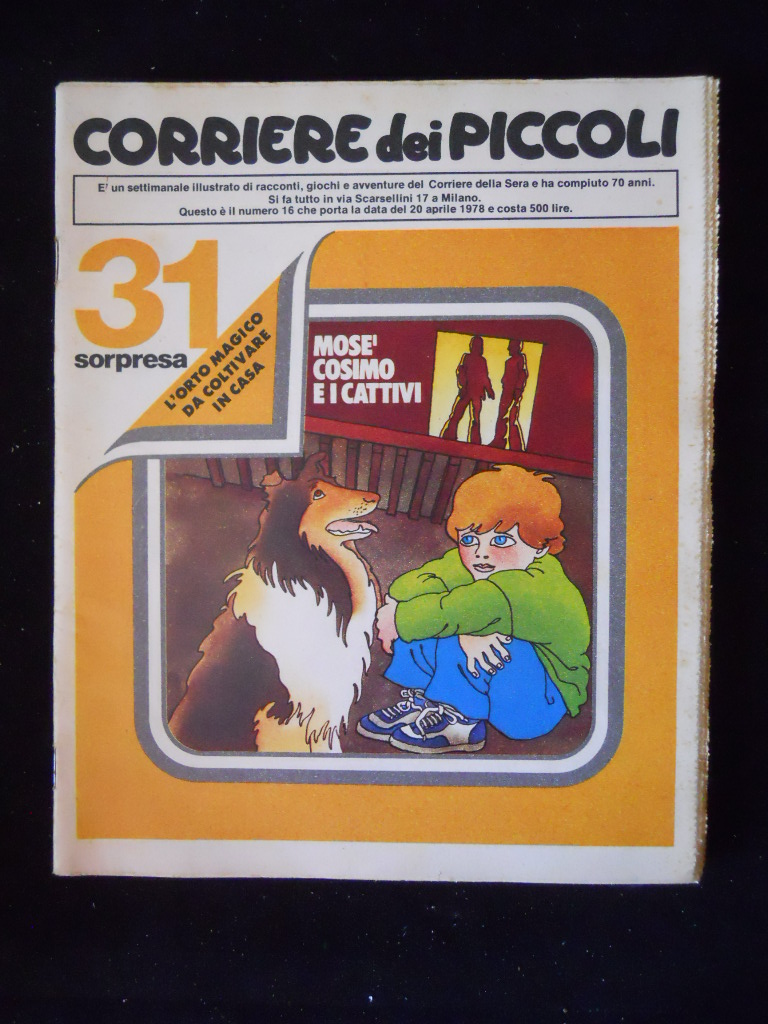 CORRIERE dei PICCOLI
E' un settimanale illustrato di racconti, giochi e avventure del Corriere della Sera e ha compiuto 70 anni.
Si fa tutto in via Scarsellini 17 a Milano.
Questo è il numero 16 che porta la data del 20 aprile 1978 e costa 500 lire.
31
sorpresa
L'ORTO MAGICO
DA COLTIVARE
IN CASA
MOSE'
COSIMO
E I CATTIVI